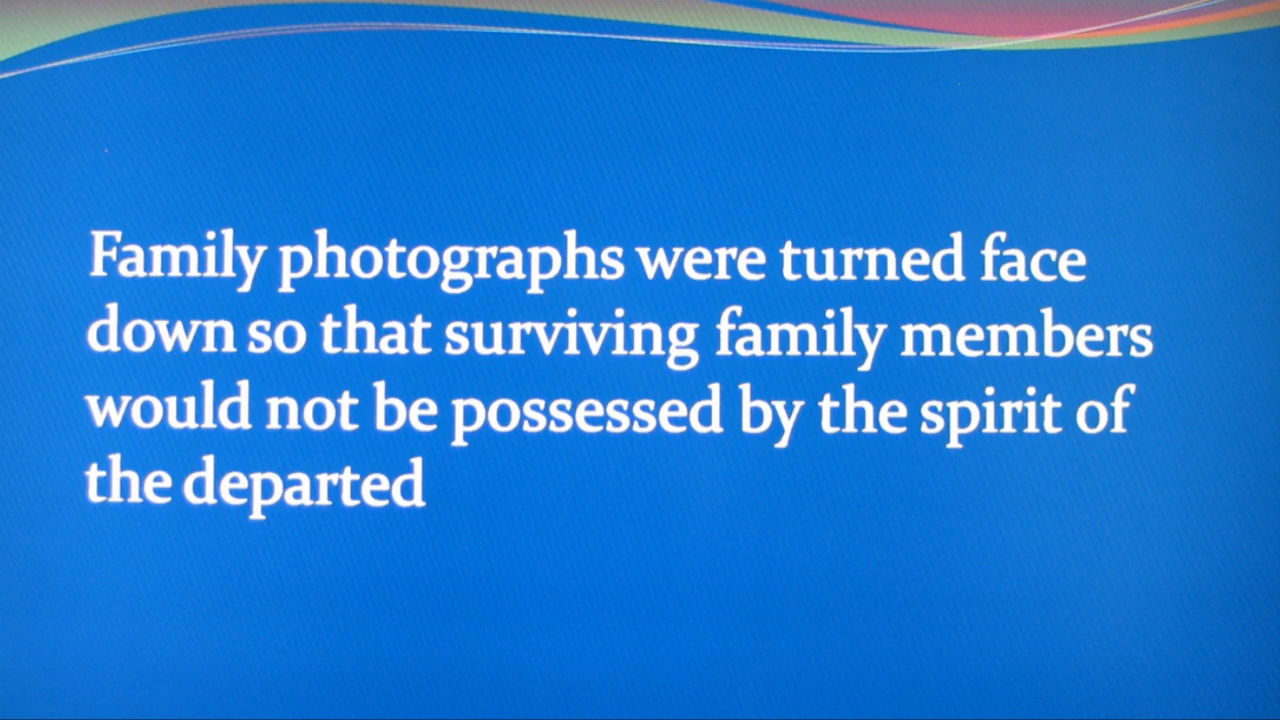 Family photographs were turned face
down so that surviving family members
would not be possessed by the spirit of
the departed